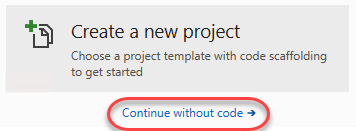 Create a new project
Choose a project template with code scaffolding
to get started
Continue without code →